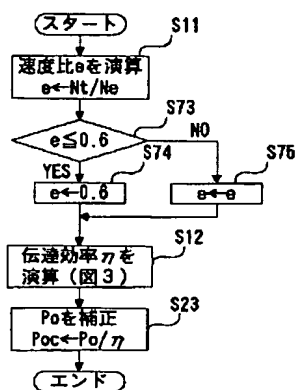 スタート
S11
速度比eを演算
e←Nt/Ne
S73
e≦0.6
NO
YES
S74
S75
e←0.6
e←e
S12
伝達効率ηを
演算(図3)
S23
Poを補正
Poc←Po/η
エンド